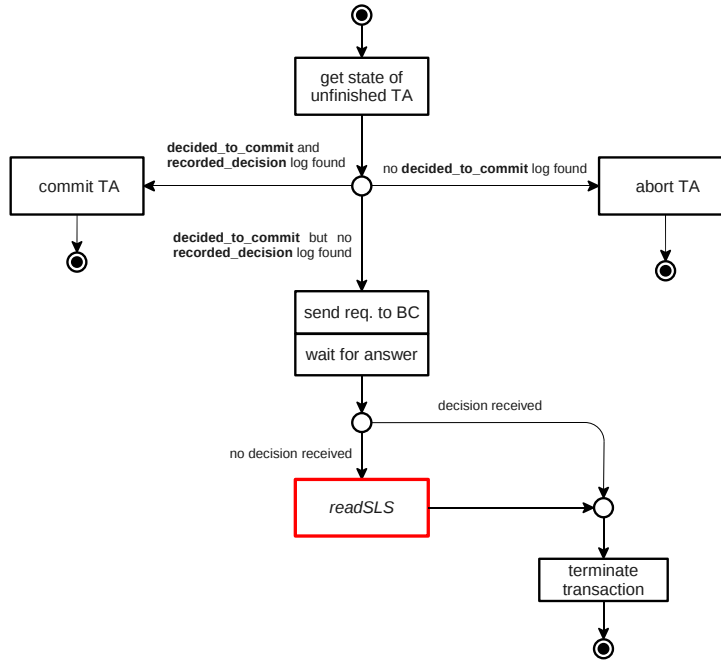 get state of
unfinished TA
decided_to_commit and
recorded_decision log found
no decided_to_commit log found
commit TA
abort TA
decided_to_commit but no
recorded_decision log found
send req. to BC
wait for answer
decision received
no decision received
readSLS
terminate
transaction